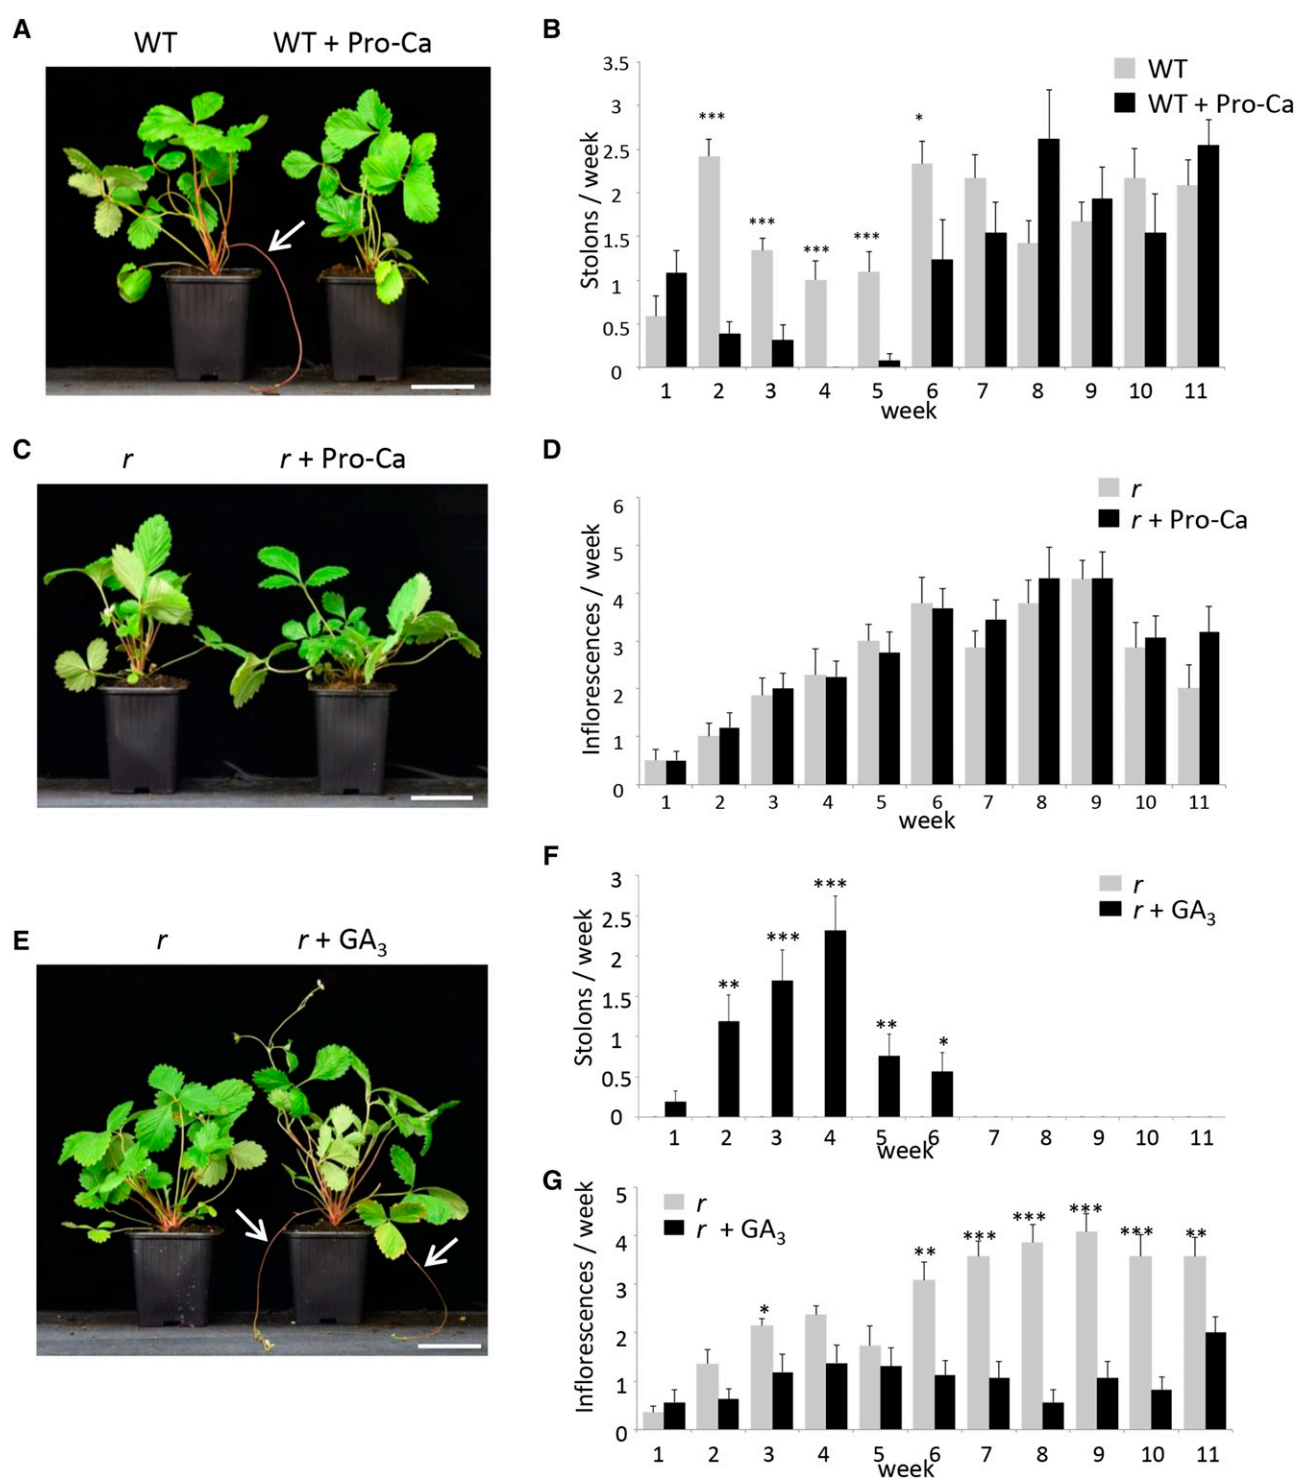 A
WT WT + Pro-Ca
B
Stolons / week
3.5
3
2.5
2
1.5
1
0.5
0
WT
WT + Pro-Ca
***
***
***
***
*
1 2 3 4 5 6 7 8 9 10 11
week
C
r r + Pro-Ca
D
Inflorescences / week
6
5
4
3
2
1
0
r
r + Pro-Ca
1 2 3 4 5 6 7 8 9 10 11
week
E
r r + GA3
F
Stolons / week
3
2.5
2
1.5
1
0.5
0
r
r + GA3
**
***
***
**
*
1 2 3 4 5 6 7 8 9 10 11
week
G
Inflorescences / week
5
4
3
2
1
0
r
r + GA3
*
**
***
***
***
***
**
1 2 3 4 5 6 7 8 9 10 11
week